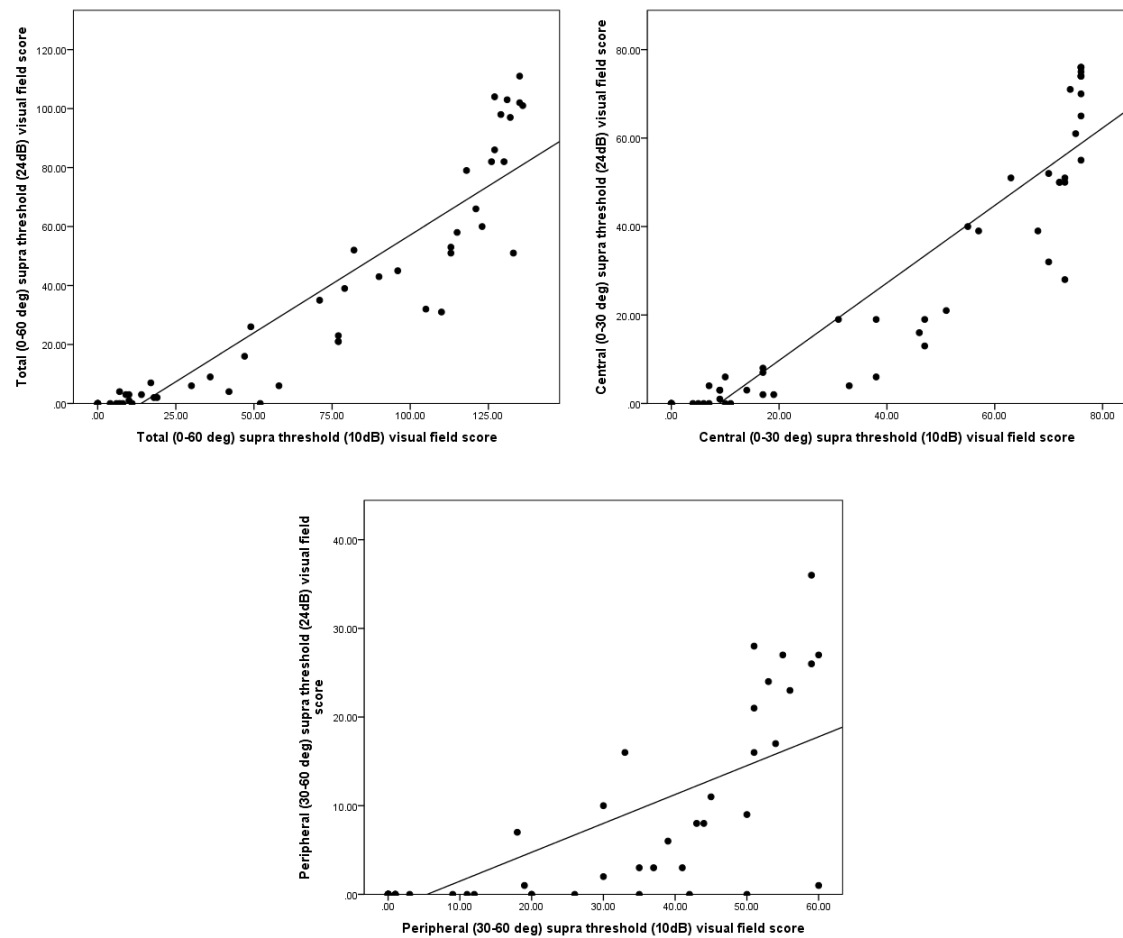 Total (0-60 deg) supra threshold (24dB) visual field score
120.00
100.00
80.00
60.00
40.00
20.00
.00
.00 25.00 50.00 75.00 100.00 125.00
Total (0-60 deg) supra threshold (10dB) visual field score
Central (0-30 deg) supra threshold (24dB) visual field score
80.00
60.00
40.00
20.00
.00
.00 20.00 40.00 60.00 80.00
Central (0-30 deg) supra threshold (10dB) visual field score
Peripheral (30-60 deg) supra threshold (24dB) visual field
score
40.00
30.00
20.00
10.00
.00
.00 10.00 20.00 30.00 40.00 50.00 60.00
Peripheral (30-60 deg) supra threshold (10dB) visual field score